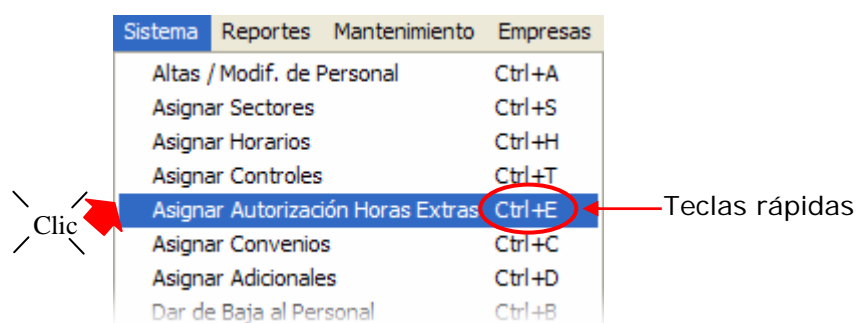 Sistema Reportes Mantenimiento Empresas
Altas / Modif. de Personal Ctrl+A
Asignar Sectores Ctrl+S
Asignar Horarios Ctrl+H
Asignar Controles Ctrl+T
Asignar Autorización Horas Extras Ctrl+E
Asignar Convenios Ctrl+C
Asignar Adicionales Ctrl+D
Dar de Baja al Personal Ctrl+B
Clic
Teclas rápidas